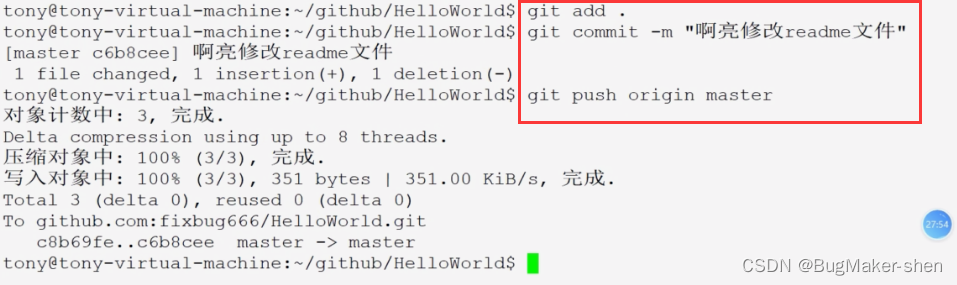 tony@tony-virtual-machine:~/github/HelloWorld$ git add .
tony@tony-virtual-machine:~/github/HelloWorld$ git commit -m "啊亮修改readme文件"
[master c6b8cee] 啊亮修改readme文件
 1 file changed, 1 insertion(+), 1 deletion(-)
tony@tony-virtual-machine:~/github/HelloWorld$ git push origin master
对象计数中: 3, 完成.
Delta compression using up to 8 threads.
压缩对象中: 100% (3/3), 完成.
写入对象中: 100% (3/3), 351 bytes | 351.00 KiB/s, 完成.
Total 3 (delta 0), reused 0 (delta 0)
To github.com:fixbug666/HelloWorld.git
   c8b69fe..c6b8cee  master -> master
tony@tony-virtual-machine:~/github/HelloWorld$
27:54
CSDN @BugMaker-shen